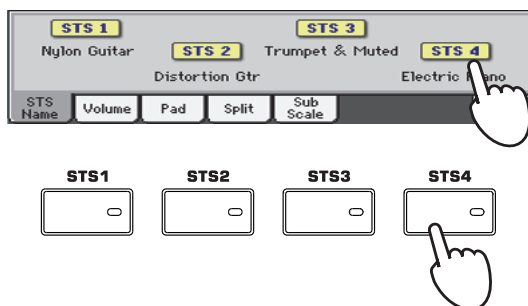 STS 1 STS 3
Nylon Guitar STS 2 Trumpet & Muted STS 4
Distortion Gtr Electric
STS Name Volume Pad Split Sub Scale
STS1 STS2 STS3 STS4